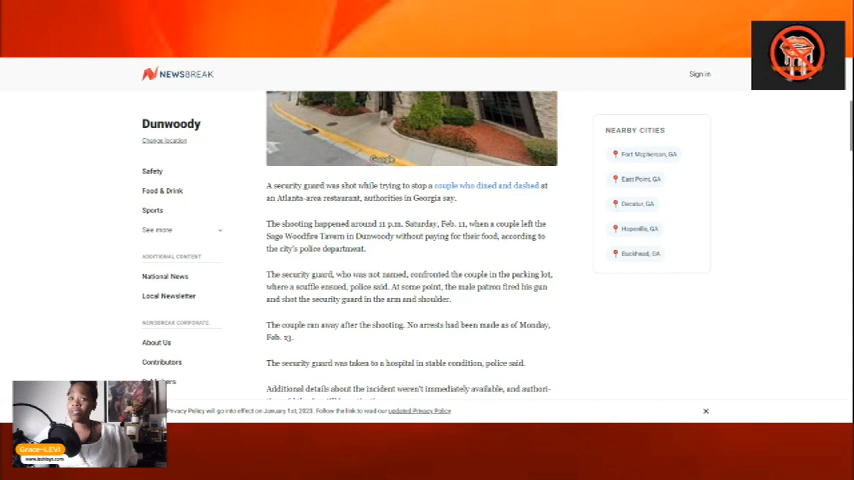 NEWSBREAK
Sign in
Dunwoody
Change location
Safety
Food & Drink
Sports
See more
ADDITIONAL CONTENT
National News
Local Newsletter
NEWSBREAK CORPORATE
About Us
Contributors
Google
A security guard was shot while trying to stop a couple who dined and dashed at
an Atlanta-area restaurant, authorities in Georgia say.
The shooting happened around 11 p.m. Saturday, Feb. 11, when a couple left the
Sage Woodfire Tavern in Dunwoody without paying for their food, according to
the city's police department.
The security guard, who was not named, confronted the couple in the parking lot,
where a scuffle ensued, police said. At some point, the male patron fired his gun
and shot the security guard in the arm and shoulder.
The couple ran away after the shooting. No arrests had been made as of Monday,
Feb. 23.
The security guard was taken to a hospital in stable condition, police said.
Additional details about the incident weren't immediately available, and authori-
NEARBY CITIES
Fort Mcpherson, GA
East Point, GA
Decatur, GA
Hapeville, GA
Buckhead, GA
Privacy Policy will go into effect on January 1st, 2023. Follow the link to read our updated Privacy Policy
Grace-LEVI